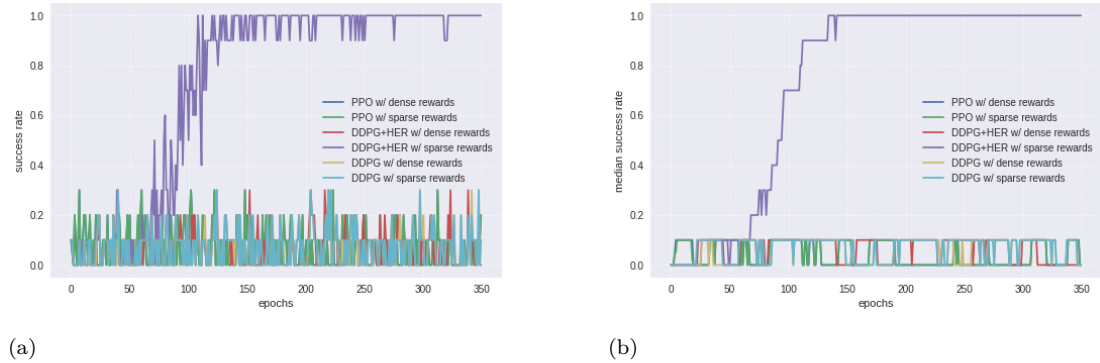 success rate
1.0
0.8
0.6
0.4
0.2
0.0
PPO w/ dense rewards
PPO w/ sparse rewards
DDPG+HER w/ dense rewards
DDPG+HER w/ sparse rewards
DDPG w/ dense rewards
DDPG w/ sparse rewards
0 50 100 150 200 250 300 350
epochs
(a)
median success rate
1.0
0.8
0.6
0.4
0.2
0.0
PPO w/ dense rewards
PPO w/ sparse rewards
DDPG+HER w/ dense rewards
DDPG+HER w/ sparse rewards
DDPG w/ dense rewards
DDPG w/ sparse rewards
0 50 100 150 200 250 300 350
epochs
(b)